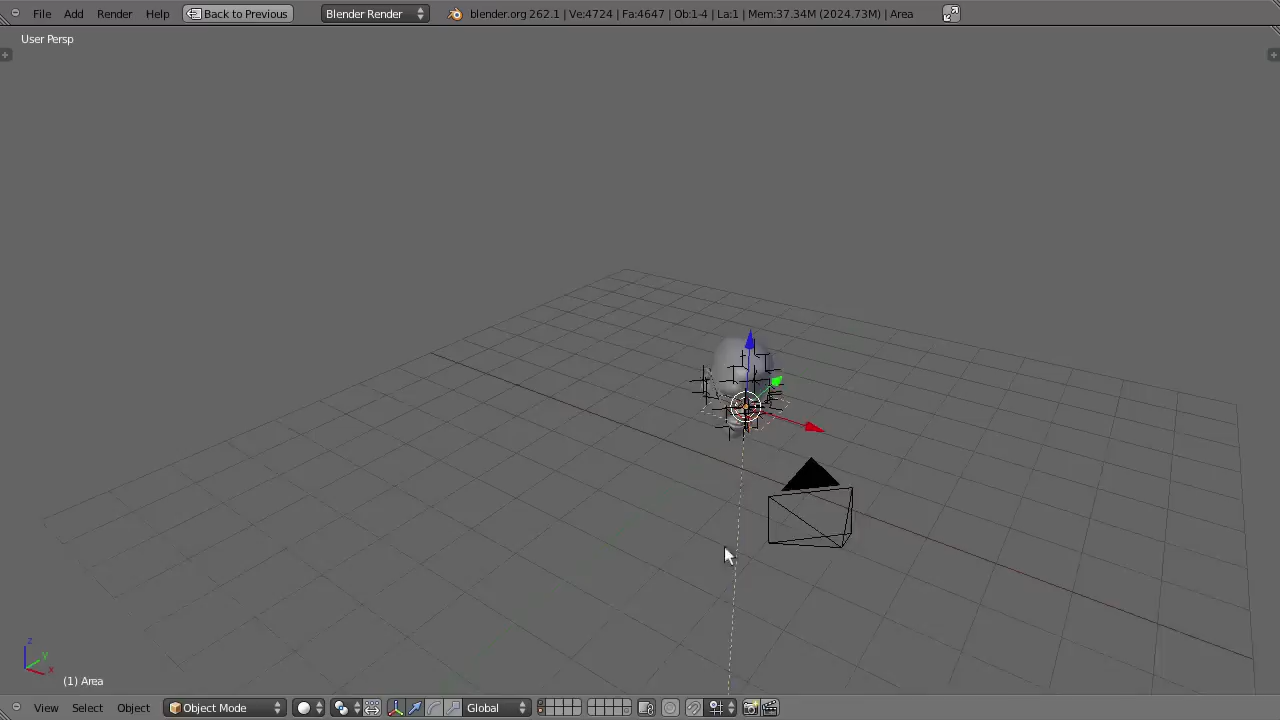 File Add Render Help Back to Previous Blender Render blender.org 262.1 | Ve:4724 | Fa:4647 | Ob:1-4 | La:1 | Mem:37.34M (2024.73M) | Area
User Persp
z
y
x
(1) Area
View Select Object Object Mode Global